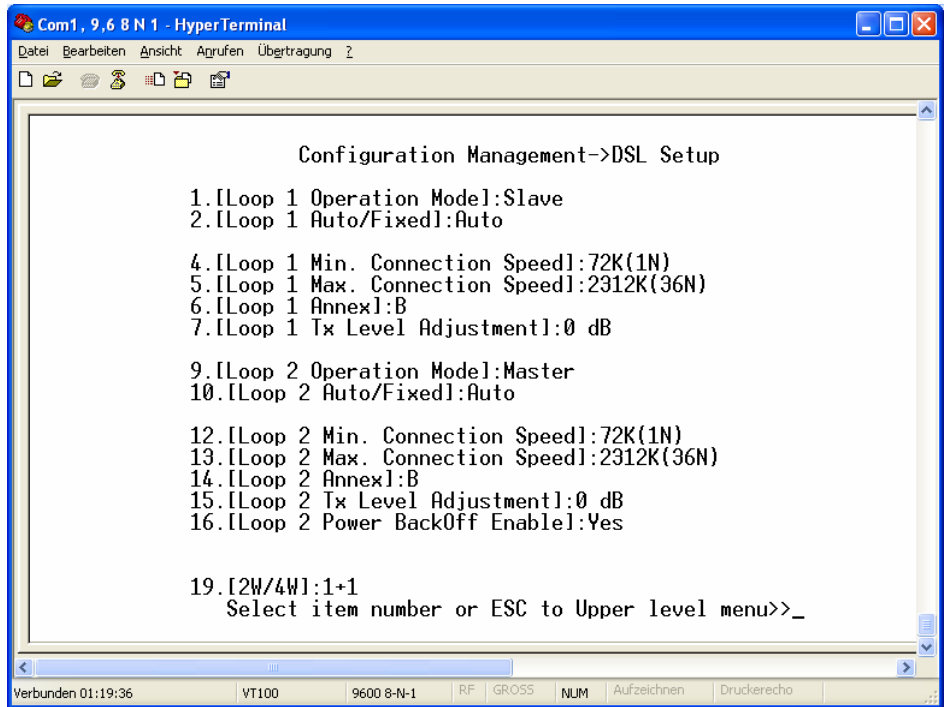 Com1, 9,6 8 N 1 - HyperTerminal
Datei Bearbeiten Ansicht Anrufen Übertragung ?
Configuration Management->DSL Setup
1.[Loop 1 Operation Mode]:Slave
2.[Loop 1 Auto/Fixed]:Auto
4.[Loop 1 Min. Connection Speed]:72K(1N)
5.[Loop 1 Max. Connection Speed]:2312K(36N)
6.[Loop 1 Annex]:B
7.[Loop 1 Tx Level Adjustment]:0 dB
9.[Loop 2 Operation Mode]:Master
10.[Loop 2 Auto/Fixed]:Auto
12.[Loop 2 Min. Connection Speed]:72K(1N)
13.[Loop 2 Max. Connection Speed]:2312K(36N)
14.[Loop 2 Annex]:B
15.[Loop 2 Tx Level Adjustment]:0 dB
16.[Loop 2 Power BackOff Enable]:Yes
19.[2W/4W]:1+1
Select item number or ESC to Upper level menu>>_
Verbunden 01:19:36 VT100 9600 8-N-1 RF GROSS NUM Aufzeichnen Druckerecho